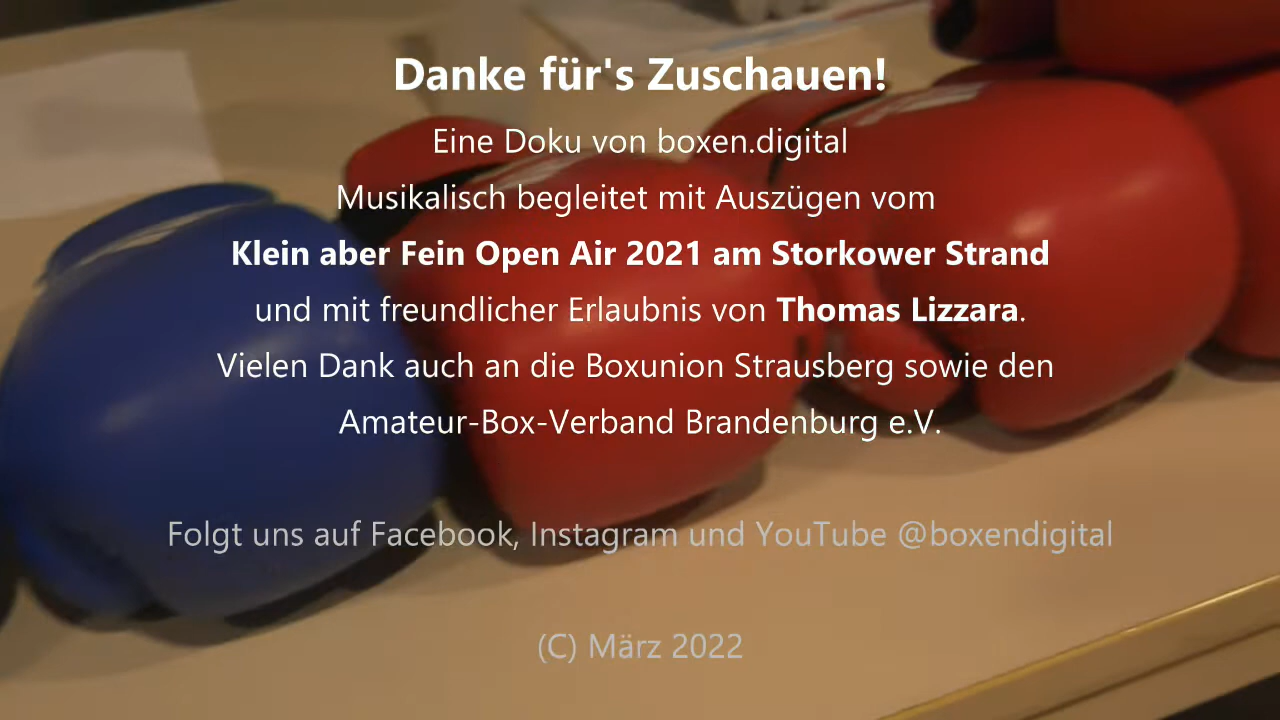 Danke für's Zuschauen!
Eine Doku von boxen.digital
Musikalisch begleitet mit Auszügen vom
Klein aber Fein Open Air 2021 am Storkower Strand
und mit freundlicher Erlaubnis von Thomas Lizzara.
Vielen Dank auch an die Boxunion Strausberg sowie den
Amateur-Box-Verband Brandenburg e.V.
Folgt uns auf Facebook, Instagram und YouTube @boxendigital
(C) März 2022